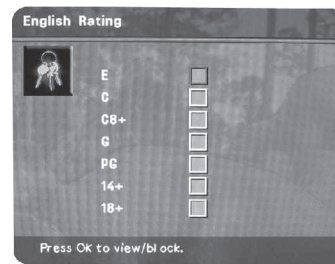 English Rating
E
C
C8+
G
PG
14+
18+
Press Ok to view/block.